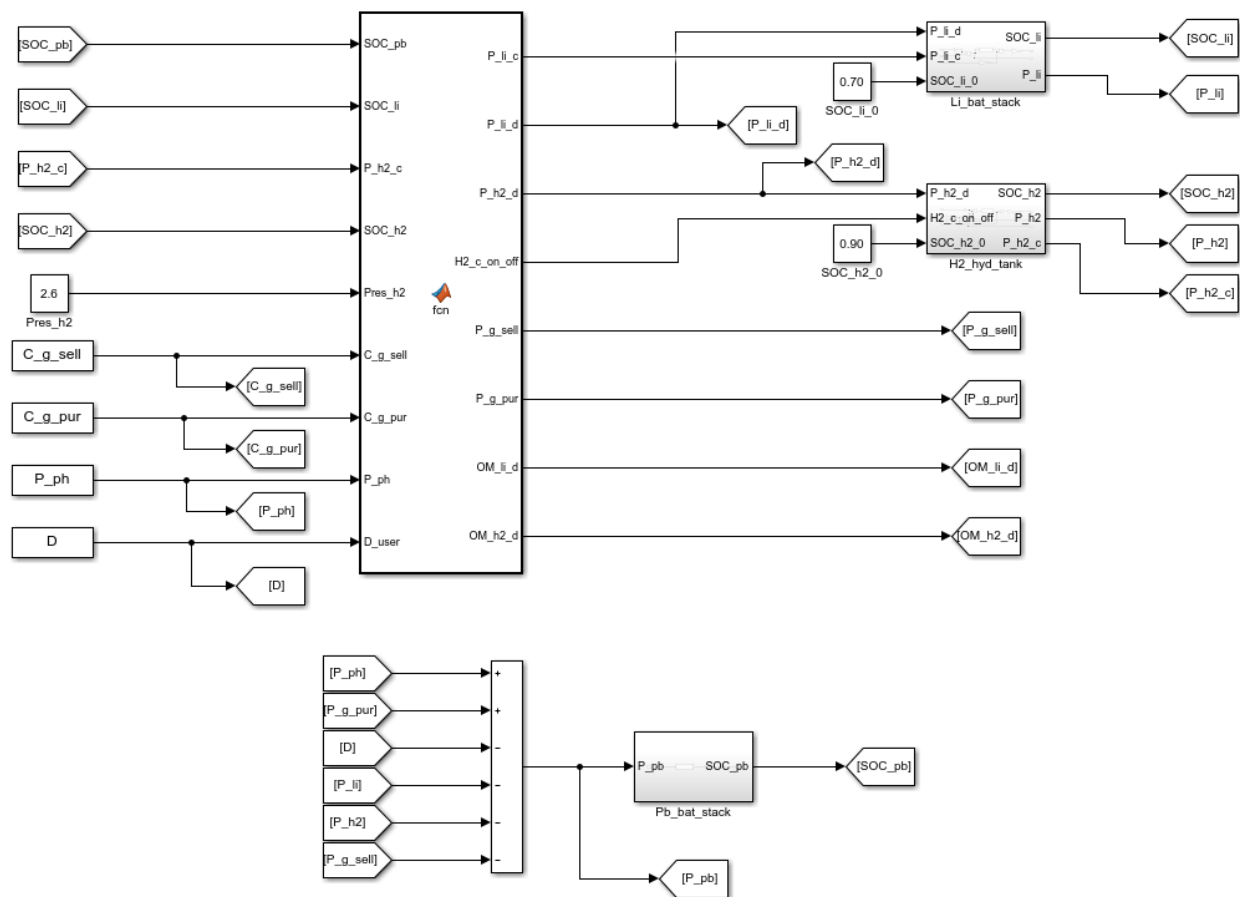 [SOC_pb]
[SOC_li]
[P_h2_c]
[SOC_h2]
2.6
Pres_h2
C_g_sell
[C_g_sell]
C_g_pur
[C_g_pur]
P_ph
[P_ph]
D
[D]
SOC_pb
SOC_li
P_h2_c
SOC_h2
Pres_h2
C_g_sell
C_g_pur
P_ph
D_user
fcn
P_li_c
P_li_d
P_h2_d
H2_c_on_off
P_g_sell
P_g_pur
OM_li_d
OM_h2_d
[P_li_d]
[P_h2_d]
0.70
SOC_li_0
P_li_d
P_li_c
SOC_li_0
SOC_li
P_li
Li_bat_stack
[SOC_li]
[P_li]
0.90
SOC_h2_0
P_h2_d
H2_c_on_off
SOC_h2_0
SOC_h2
P_h2
P_h2_c
H2_hyd_tank
[SOC_h2]
[P_h2]
[P_h2_c]
[P_g_sell]
[P_g_pur]
[OM_li_d]
[OM_h2_d]
[P_ph]
[P_g_pur]
[D]
[P_li]
[P_h2]
[P_g_sell]
+
+
−
−
−
−
P_pb
SOC_pb
Pb_bat_stack
[SOC_pb]
[P_pb]